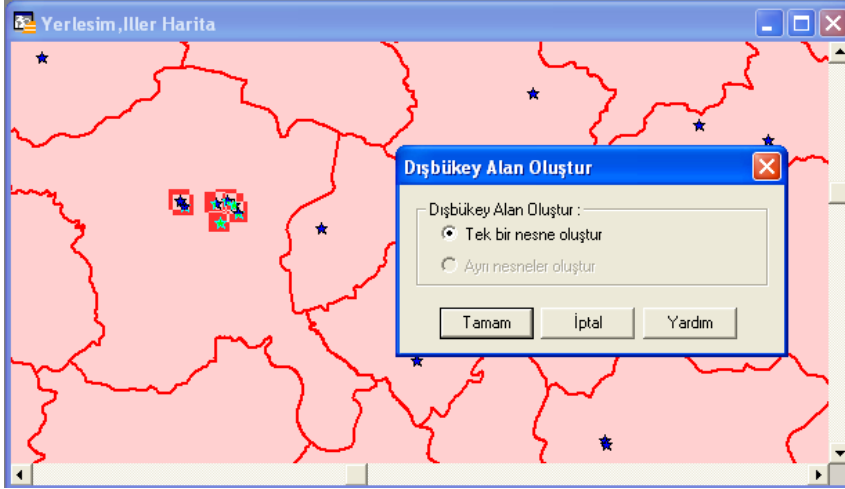 Yerlesim,Iller Harita
Dışbükey Alan Oluştur
Dışbükey Alan Oluştur :
Tek bir nesne oluştur
Ayrı nesneler oluştur
Tamam
İptal
Yardım